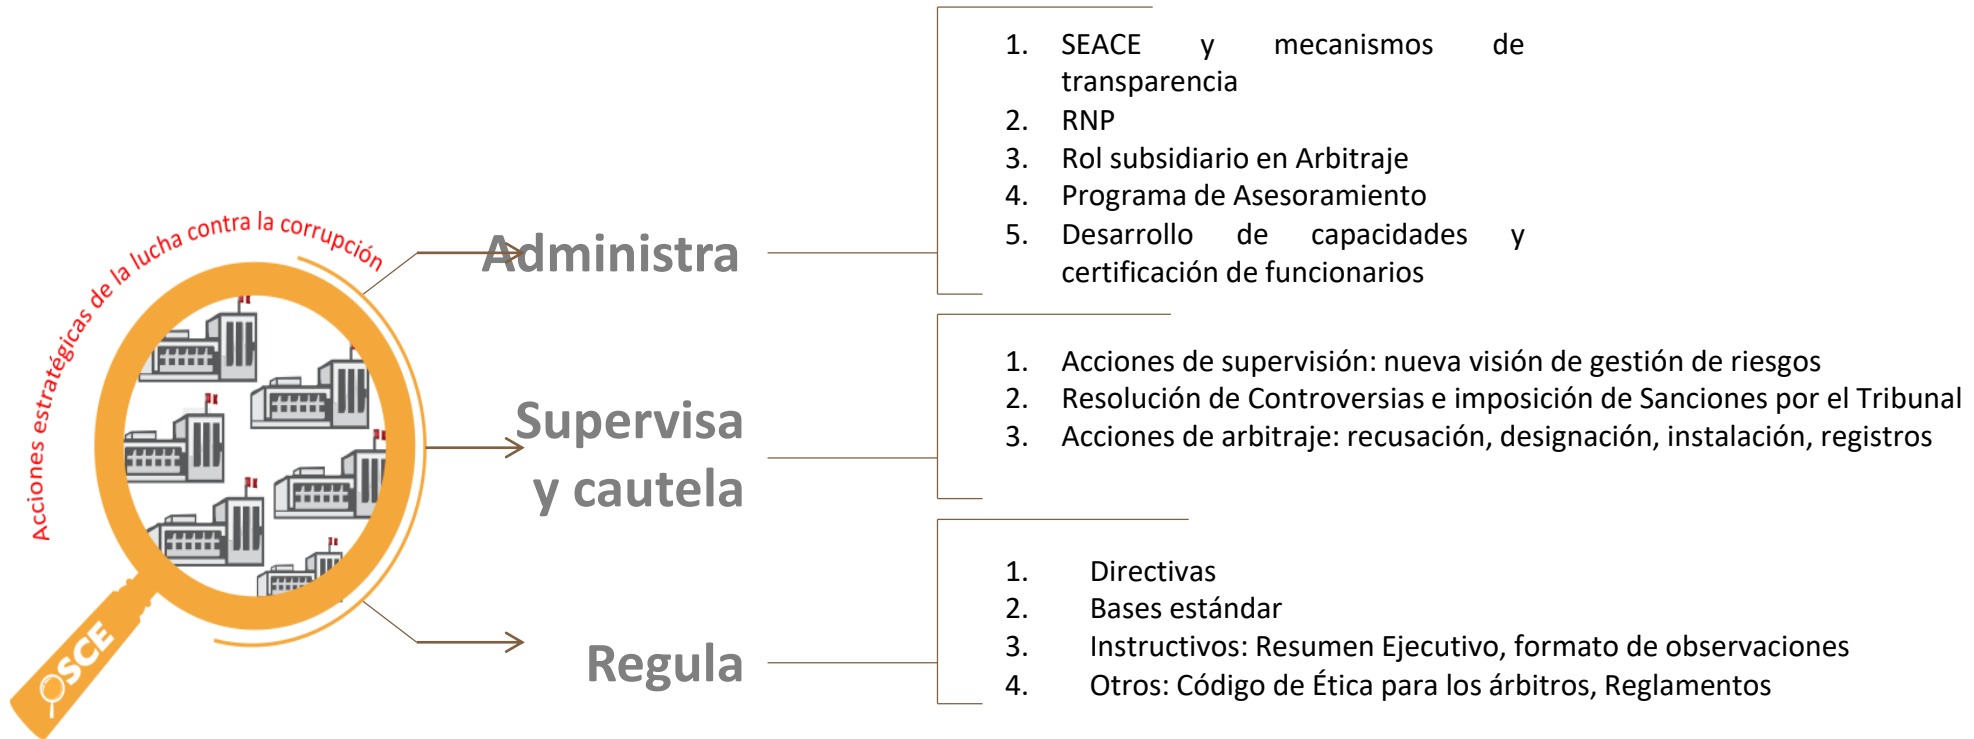 Acciones estratégicas de la lucha contra la corrupción
OSCE
Administra
1. SEACE y mecanismos de
transparencia
2. RNP
3. Rol subsidiario en Arbitraje
4. Programa de Asesoramiento
5. Desarrollo de capacidades y
certificación de funcionarios
Supervisa
y cautela
1. Acciones de supervisión: nueva visión de gestión de riesgos
2. Resolución de Controversias e imposición de Sanciones por el Tribunal
3. Acciones de arbitraje: recusación, designación, instalación, registros
Regula
1. Directivas
2. Bases estándar
3. Instructivos: Resumen Ejecutivo, formato de observaciones
4. Otros: Código de Ética para los árbitros, Reglamentos